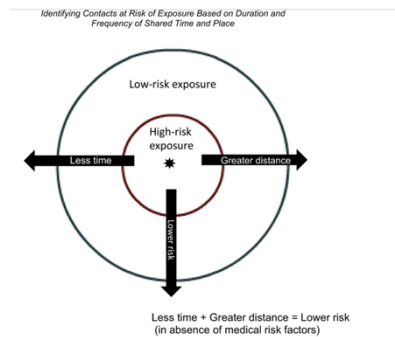 Identifying Contacts at Risk of Exposure Based on Duration and
Frequency of Shared Time and Place
Low-risk exposure
High-risk
exposure
Less time
Greater distance
Lower risk
Less time + Greater distance = Lower risk
(in absence of medical risk factors)